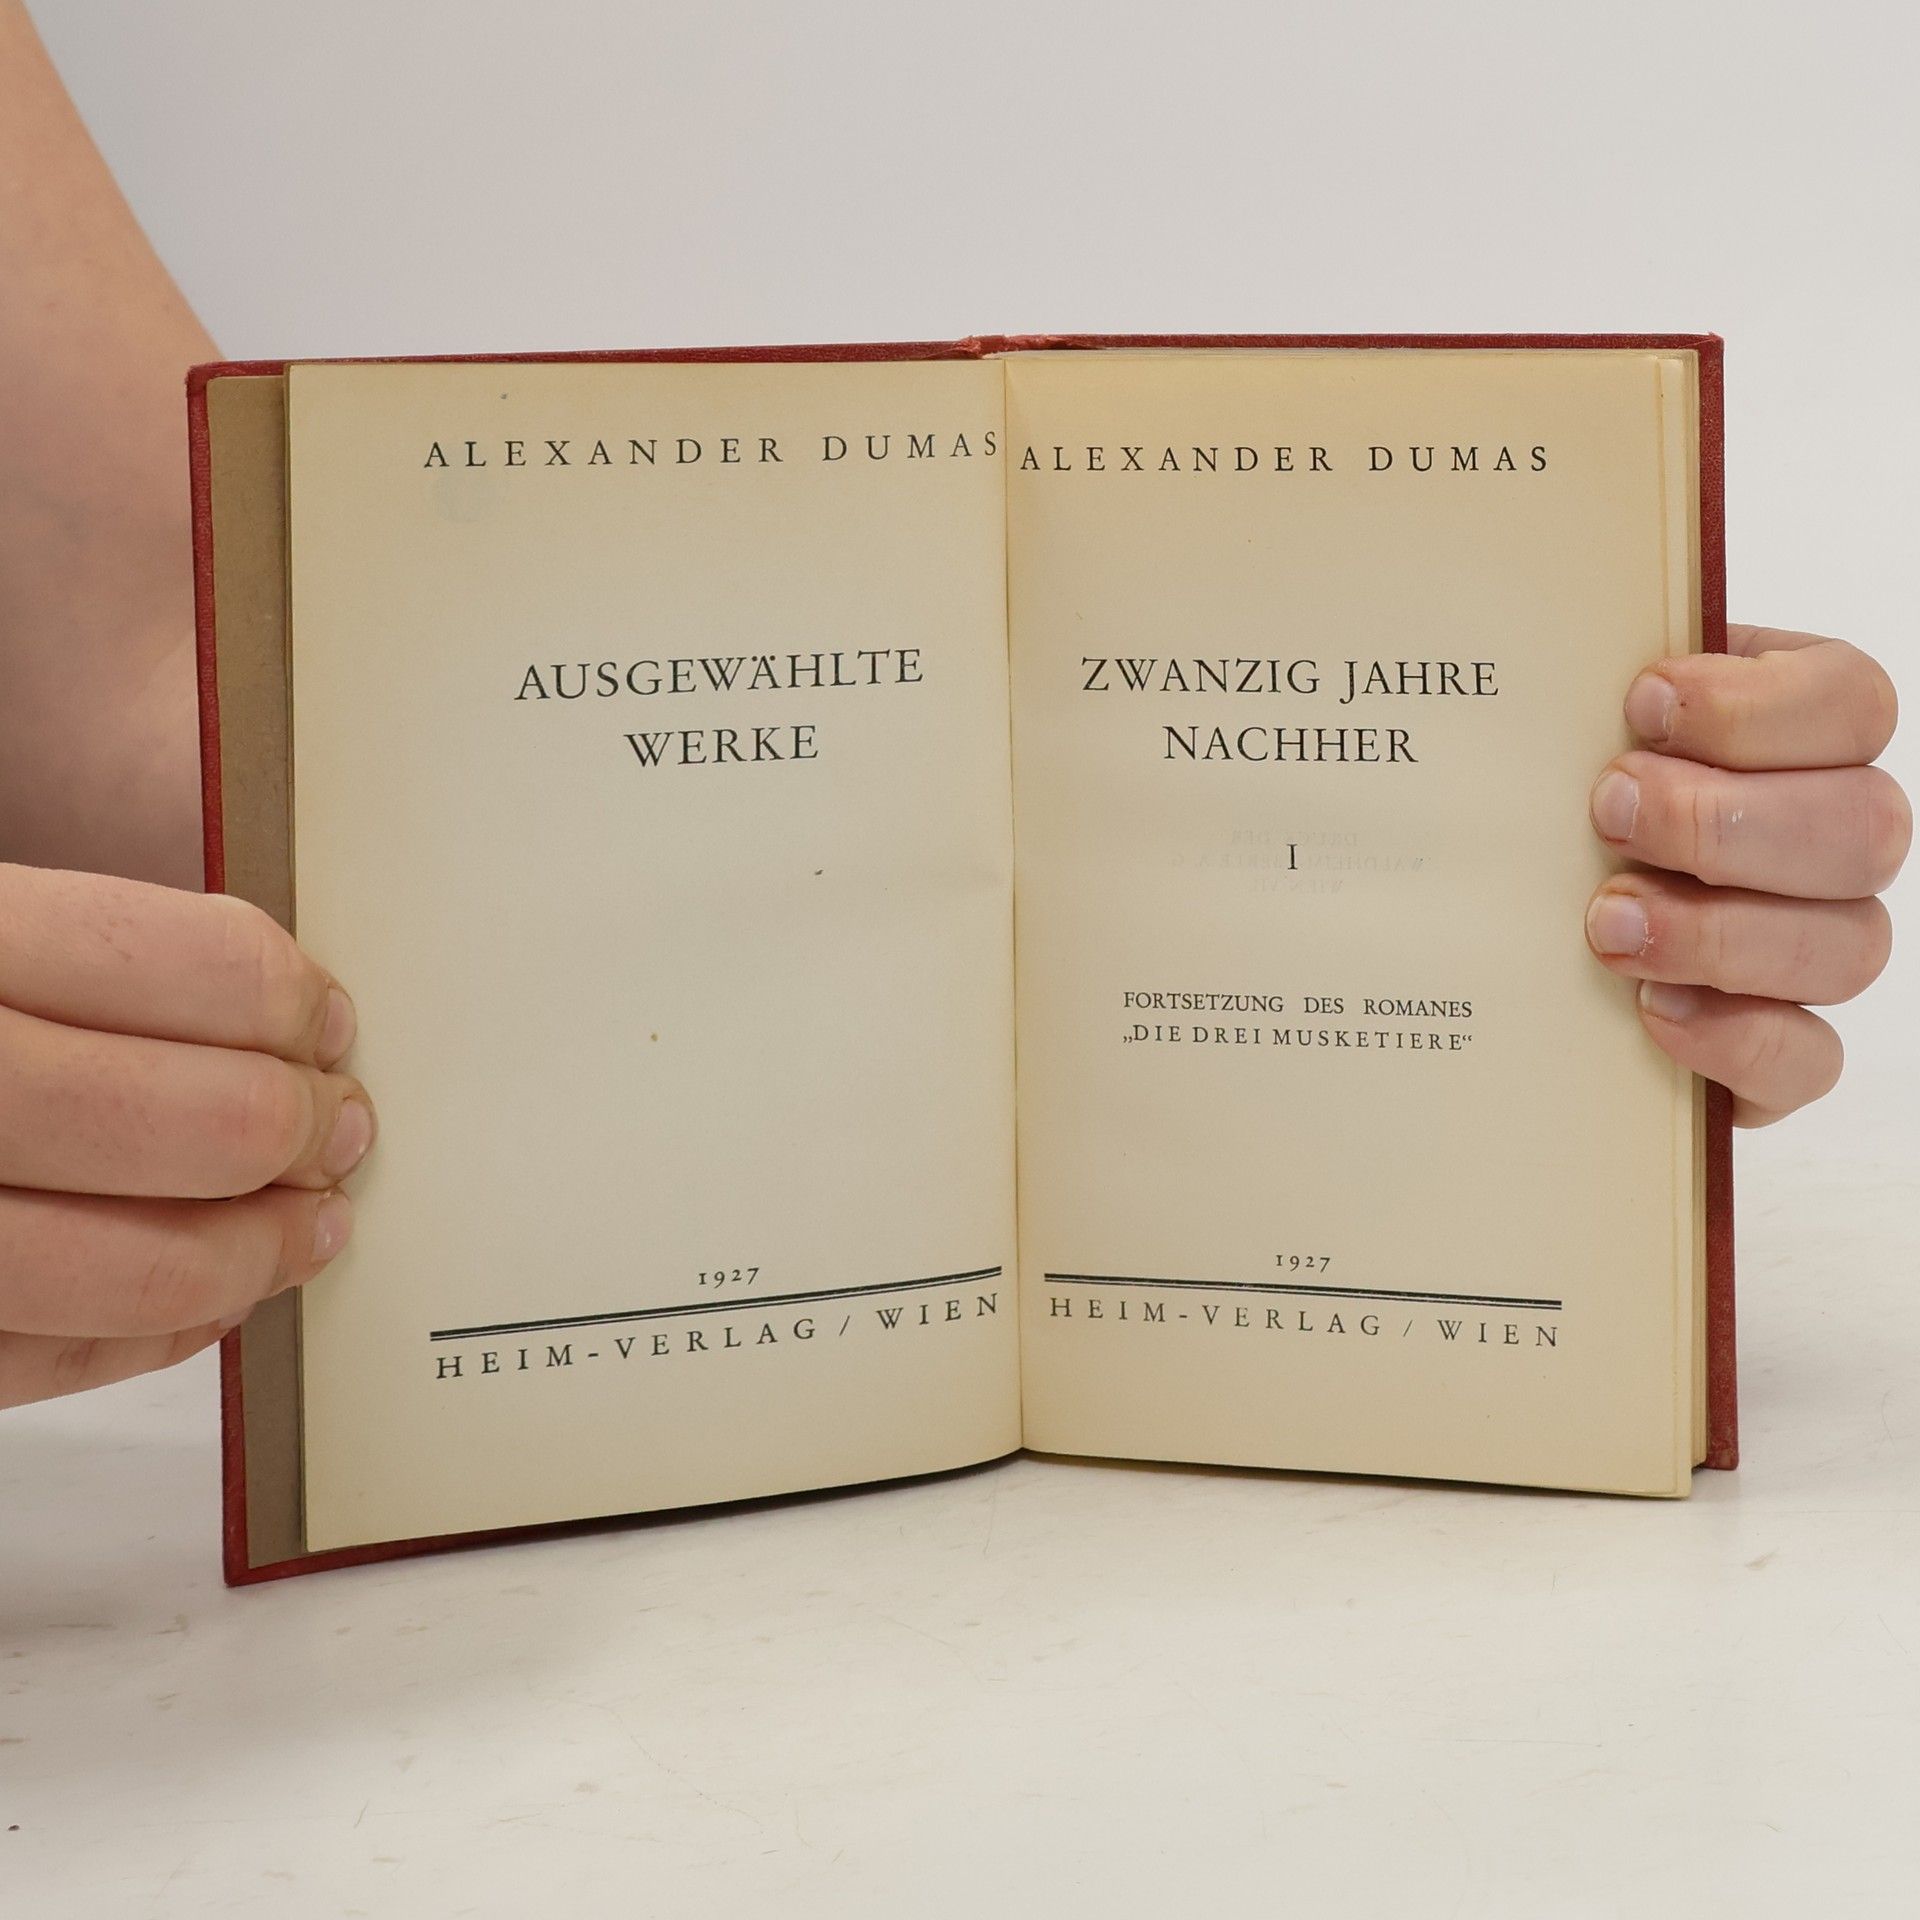 ALEXANDER DUMAS
AUSGEWÄHLTE
WERKE
1927
HEIM-VERLAG / WIEN
ALEXANDER DUMAS
ZWANZIG JAHRE
NACHHER
I
FORTSETZUNG DES ROMANES
„DIE DREI MUSKETIERE“
1927
HEIM-VERLAG / WIEN